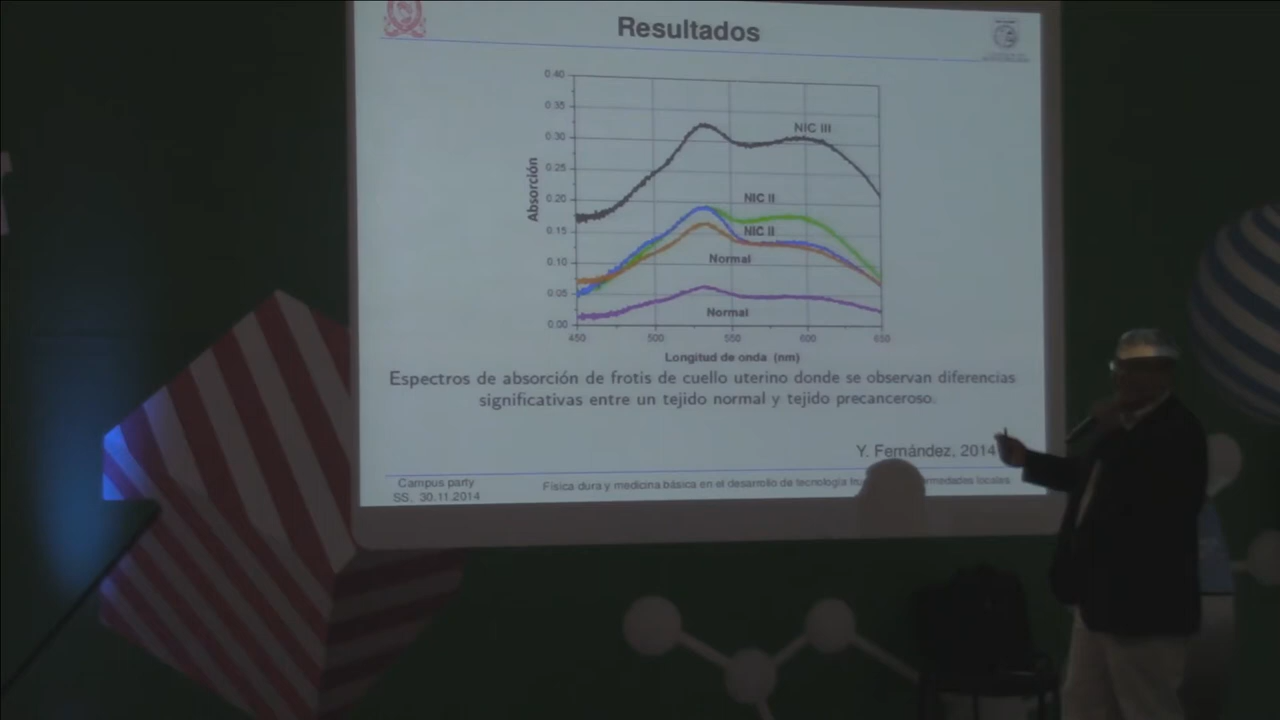 Resultados
0.40
0.35
0.30
0.25
0.20
0.15
0.10
0.05
0.00
Absorción
NIC III
NIC II
NIC II
Normal
Normal
450 500 550 600 650
Longitud de onda (nm)
Espectros de absorción de frotis de cuello uterino donde se observan diferencias
significativas entre un tejido normal y tejido precanceroso.
Y. Fernández, 2014
Campus party
SS. 30.11.2014
Física dura y medicina básica en el desarrollo de tecnología locales